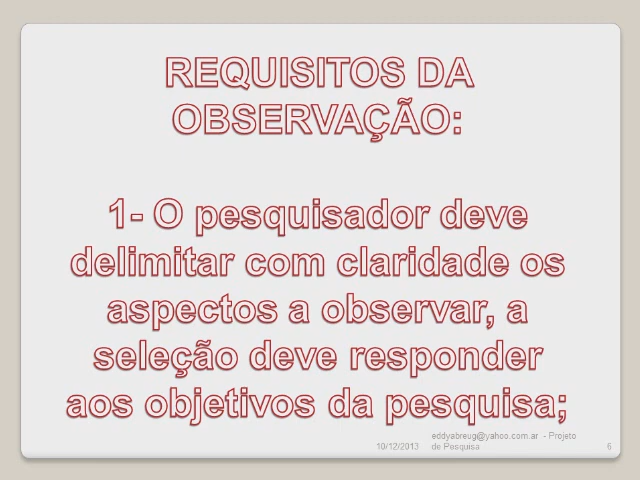 REQUISITOS DA
OBSERVAÇÃO:
1- O pesquisador deve
delimitar com claridade os
aspectos a observar, a
seleção deve responder
aos objetivos da pesquisa;
10/12/2013
eddyabreug@yahoo.com.ar - Projeto
de Pesquisa
6